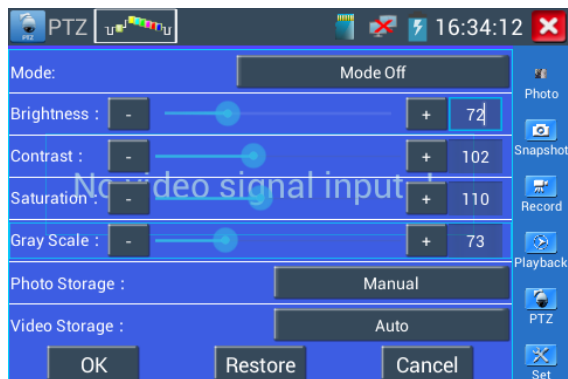 PTZ PTZ 16:34:12
Mode: Mode Off
Photo
Brightness : - + 72
Snapshot
Contrast : - + 102
No video signal input
Saturation : - + 110
Record
Gray Scale : - + 73
Playback
Photo Storage : Manual
PTZ
Video Storage : Auto
OK Restore Cancel
Set